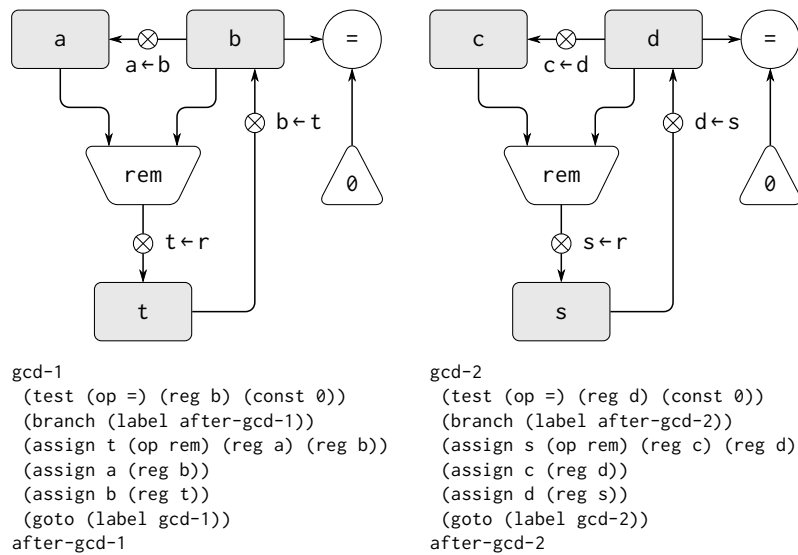 a
b
=
a←b
b←t
rem
0
t←r
t
c
d
=
c←d
d←s
rem
0
s←r
s
gcd-1
(test (op =) (reg b) (const 0))
(branch (label after-gcd-1))
(assign t (op rem) (reg a) (reg b))
(assign a (reg b))
(assign b (reg t))
(goto (label gcd-1))
after-gcd-1
gcd-2
(test (op =) (reg d) (const 0))
(branch (label after-gcd-2))
(assign s (op rem) (reg c) (reg d)
(assign c (reg d))
(assign d (reg s))
(goto (label gcd-2))
after-gcd-2